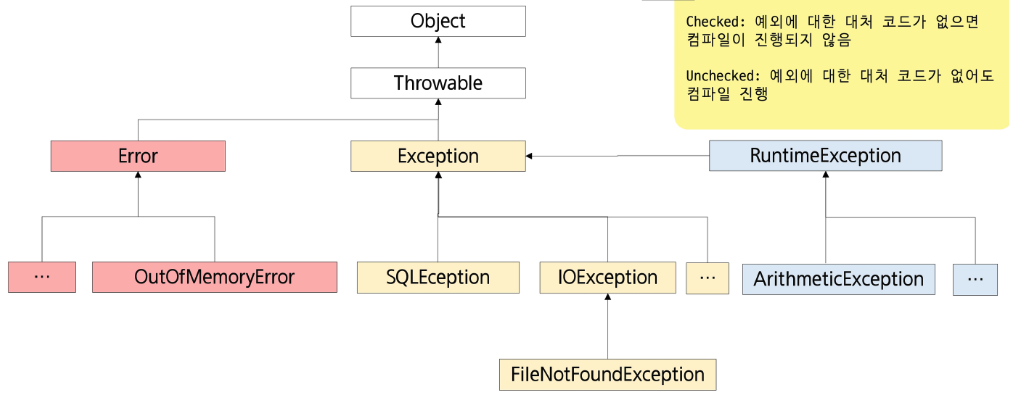 Object
Checked: 예외에 대한 대처 코드가 없으면
컴파일이 진행되지 않음
Unchecked: 예외에 대한 대처 코드가 없어도
컴파일 진행
Throwable
Error
Exception
RuntimeException
...
OutOfMemoryError
SQLEception
IOException
...
ArithmeticException
...
FileNotFoundException